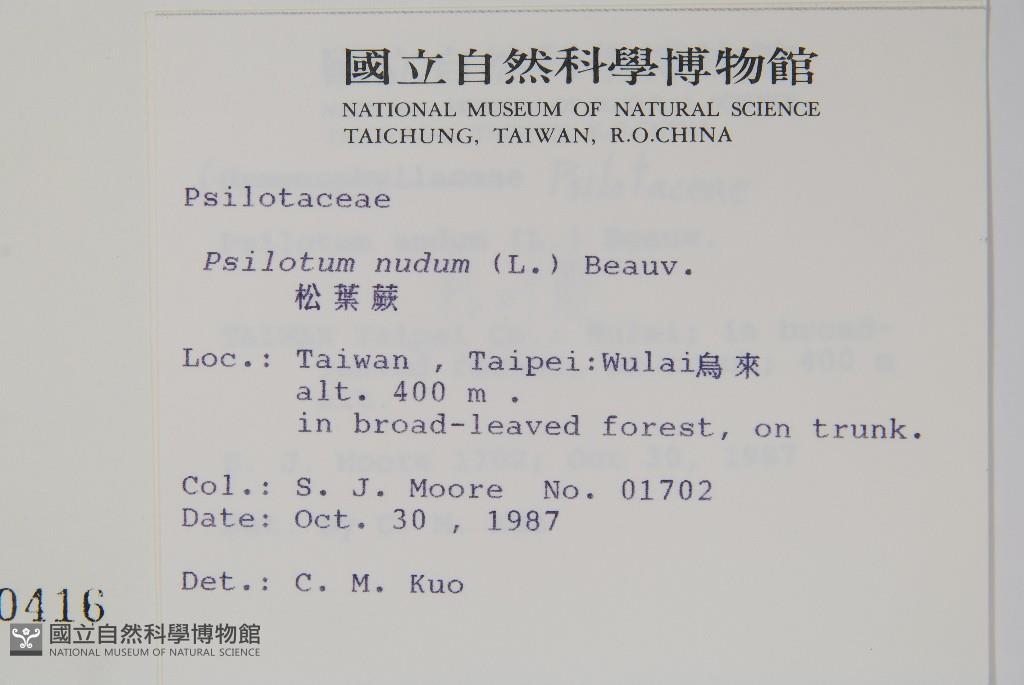 國立自然科學博物館
NATIONAL MUSEUM OF NATURAL SCIENCE
TAICHUNG, TAIWAN, R.O.CHINA
Psilotaceae
Psilotum nudum (L.) Beauv.
松葉蕨
Loc.: Taiwan , Taipei:Wulai烏來
alt. 400 m .
in broad-leaved forest, on trunk.
Col.: S. J. Moore No. 01702
Date: Oct. 30 , 1987
Det.: C. M. Kuo
0416
國立自然科學博物館
NATIONAL MUSEUM OF NATURAL SCIENCE